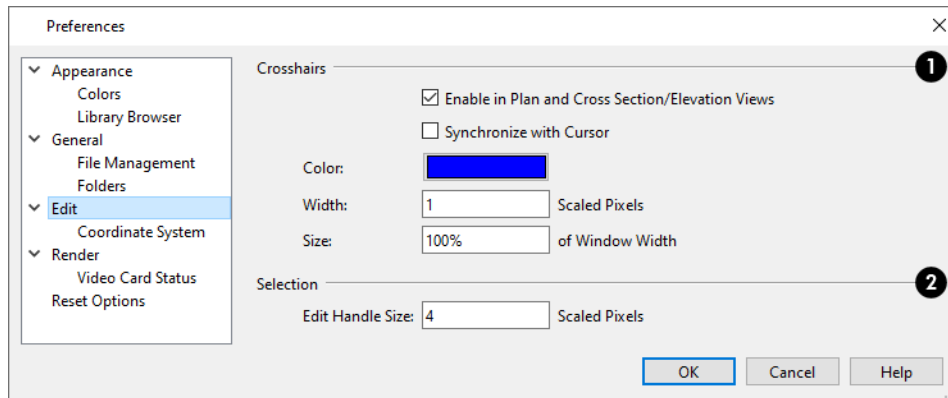 Preferences
Appearance
Colors
Library Browser
General
File Management
Folders
Edit
Coordinate System
Render
Video Card Status
Reset Options
Crosshairs
1
Enable in Plan and Cross Section/Elevation Views
Synchronize with Cursor
Color:
Width: 1 Scaled Pixels
Size: 100% of Window Width
Selection
2
Edit Handle Size: 4 Scaled Pixels
OK Cancel Help